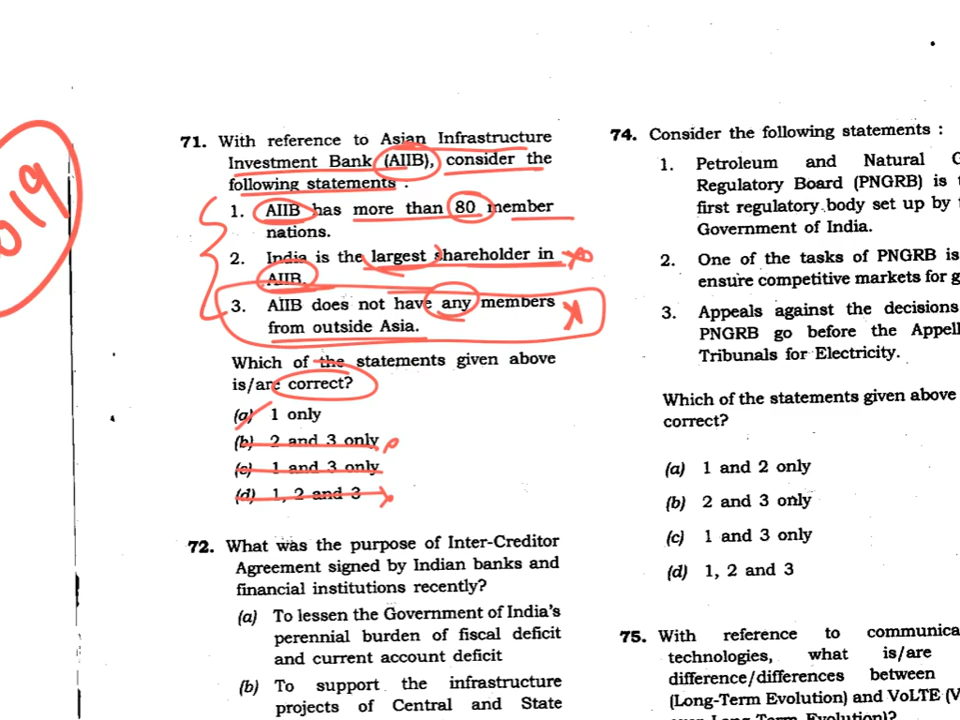 2019
71. With reference to Asian Infrastructure
Investment Bank (AIIB), consider the
following statements :
1. AIIB has more than 80 member
nations.
2. India is the largest shareholder in
AIIB.
3. AIIB does not have any members
from outside Asia.
Which of the statements given above
is/are correct?
(a) 1 only
(b) 2 and 3 only
(c) 1 and 3 only
(d) 1, 2 and 3
72. What was the purpose of Inter-Creditor
Agreement signed by Indian banks and
financial institutions recently?
(a) To lessen the Government of India's
perennial burden of fiscal deficit
and current account deficit
(b) To support the infrastructure
projects of Central and State
74. Consider the following statements :
1. Petroleum and Natural G
Regulatory Board (PNGRB) is
first regulatory body set up by
Government of India.
2. One of the tasks of PNGRB is
ensure competitive markets for g
3. Appeals against the decisions
PNGRB go before the Appell
Tribunals for Electricity.
Which of the statements given above
correct?
(a) 1 and 2 only
(b) 2 and 3 only
(c) 1 and 3 only
(d) 1, 2 and 3
75. With reference to communica
technologies, what is/are
difference/differences between
(Long-Term Evolution) and VoLTE (V
Long-Term Evolution)?